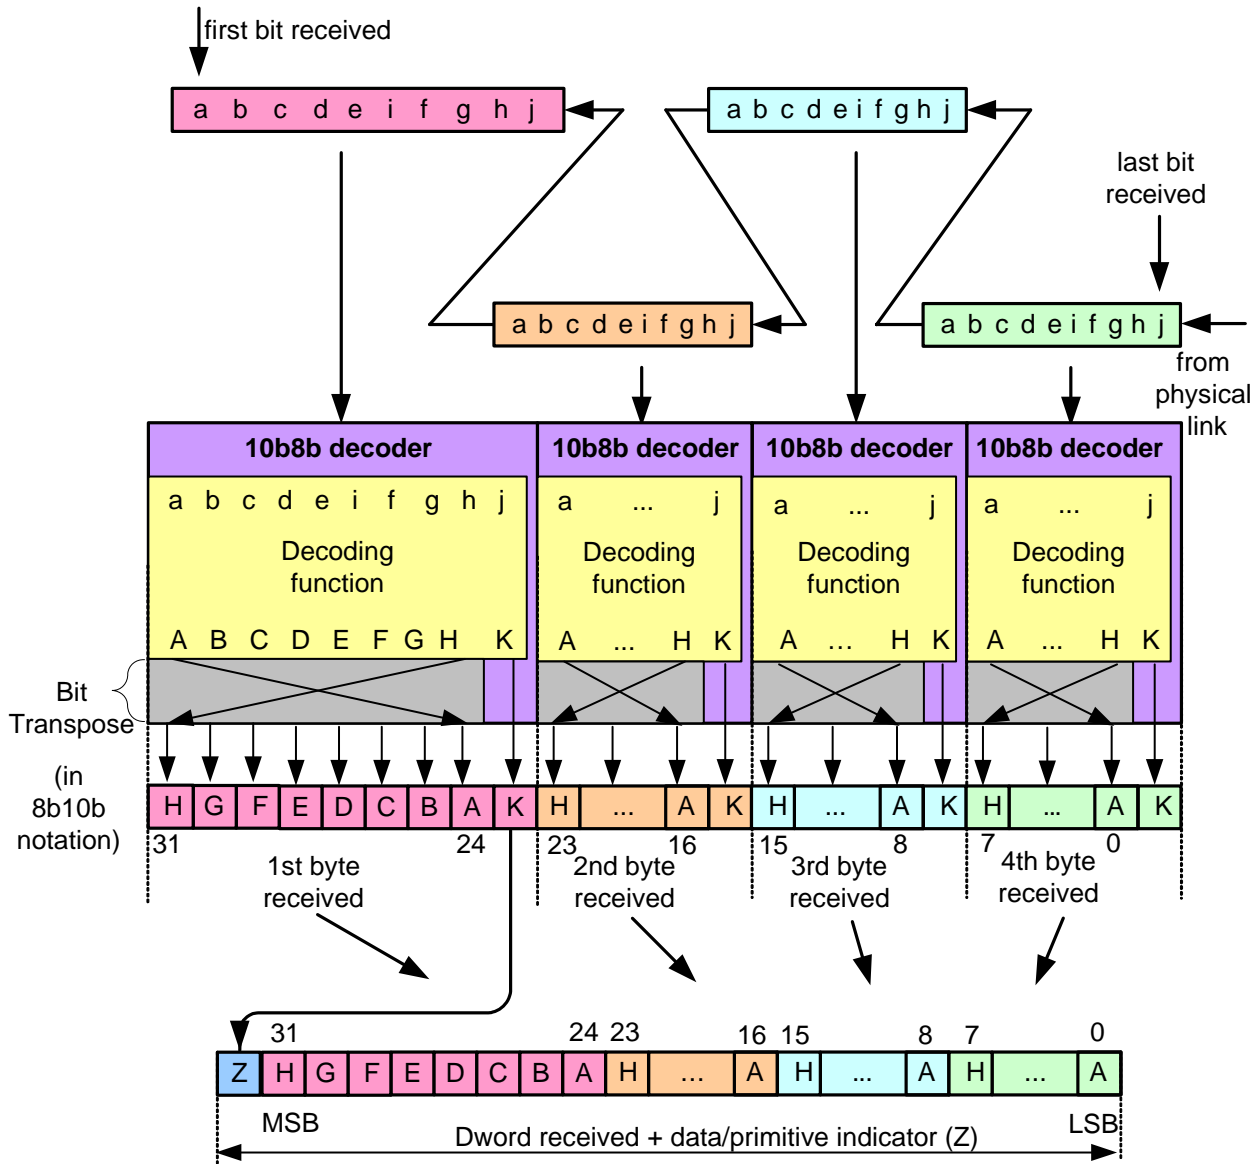 first bit received
a b c d e i f g h j
a b c d e i f g h j
last bit
received
a b c d e i f g h j
a b c d e i f g h j
from
physical
link
10b8b decoder 10b8b decoder 10b8b decoder 10b8b decoder
a b c d e i f g h j a ... j a ... j a ... j
Decoding
function
Decoding
function
Decoding
function
Decoding
function
A B C D E F G H K A ... H K A ... H K A ... H K
Bit
Transpose
(in
8b10b
notation)
H G F E D C B A K H ... A K H ... A K H ... A K
31 24 23 16 15 8 7 0
1st byte
received
2nd byte
received
3rd byte
received
4th byte
received
31 24 23 16 15 8 7 0
Z H G F E D C B A H ... A H ... A H ... A
MSB LSB
Dword received + data/primitive indicator (Z)